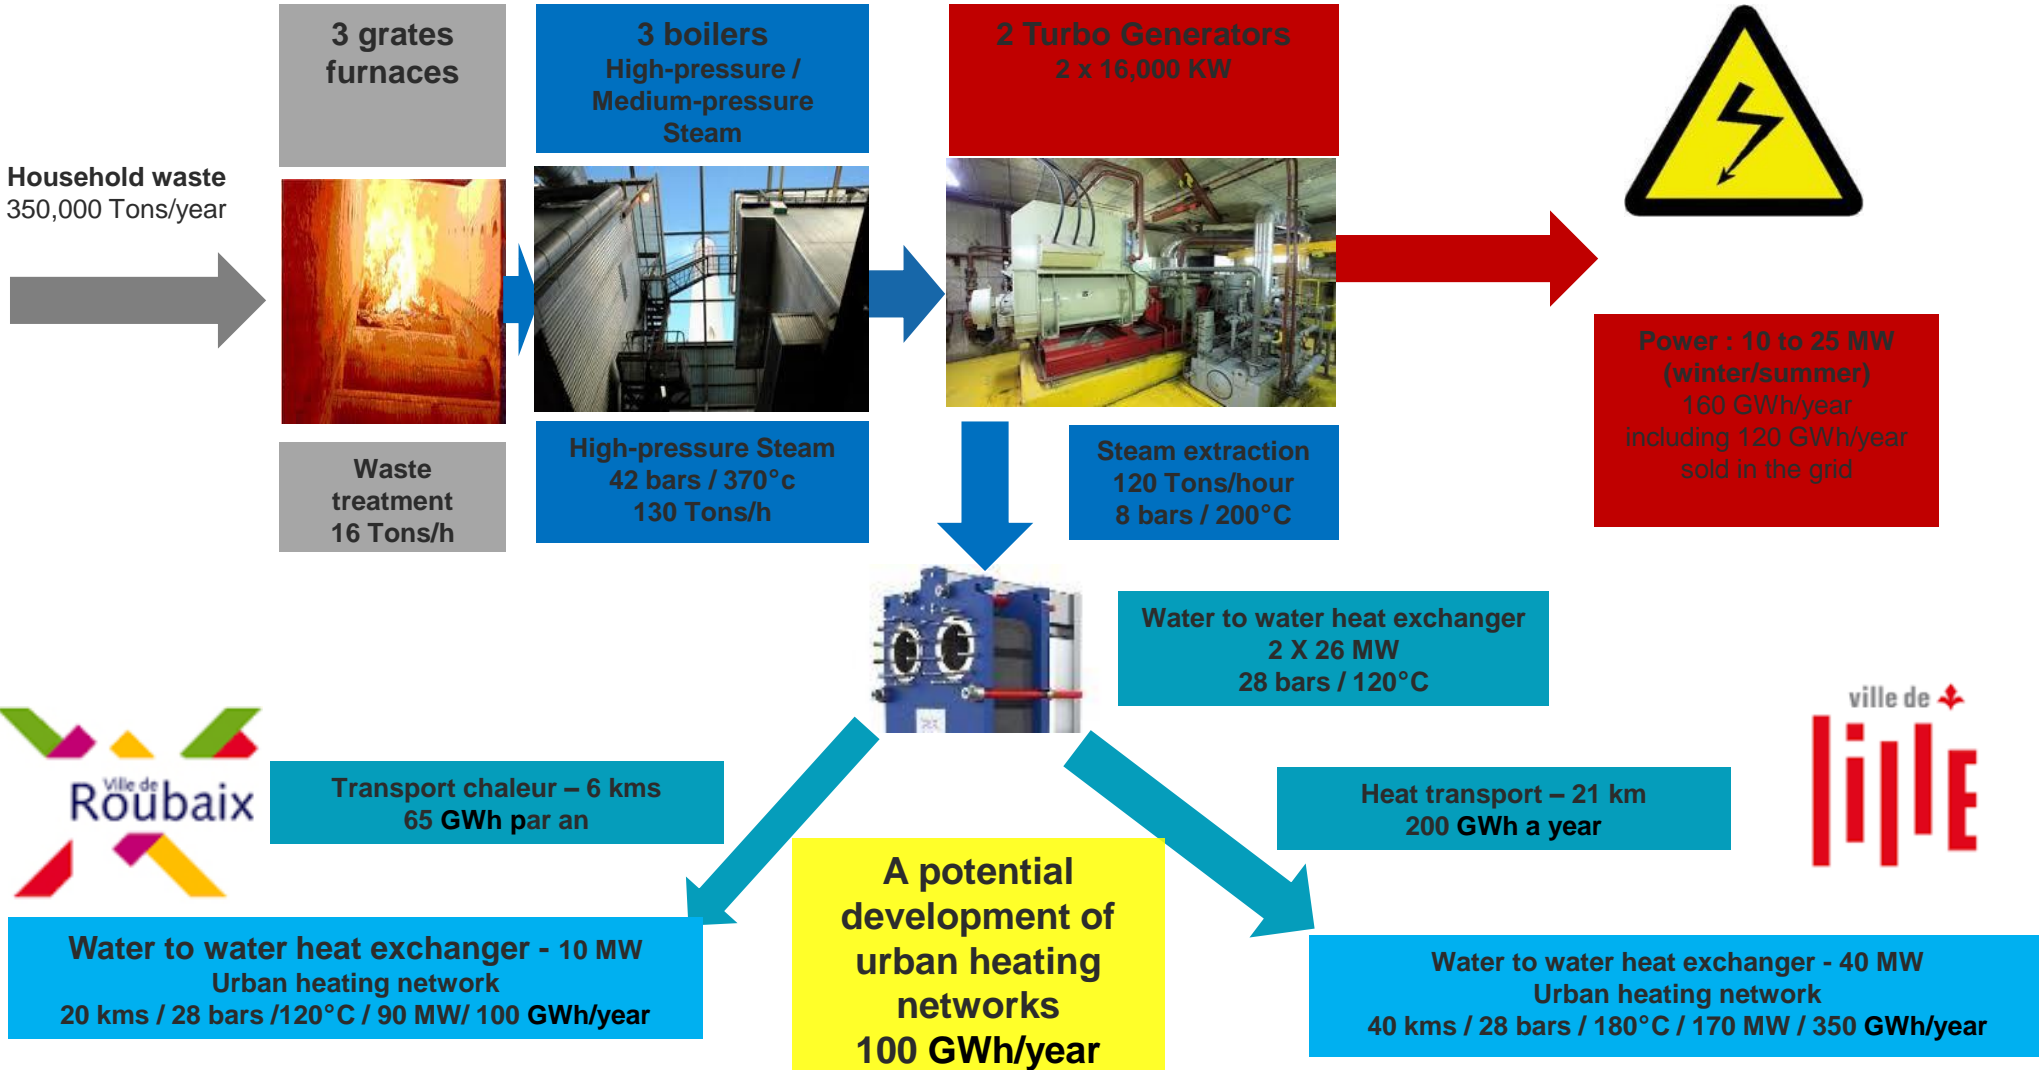 3 grates
furnaces
3 boilers
High-pressure /
Medium-pressure
Steam
2 Turbo Generators
2 x 16,000 KW
Household waste
350,000 Tons/year
Power : 10 to 25 MW
(winter/summer)
160 GWh/year
including 120 GWh/year
sold in the grid
Waste
treatment
16 Tons/h
High-pressure Steam
42 bars / 370°c
130 Tons/h
Steam extraction
120 Tons/hour
8 bars / 200°C
Water to water heat exchanger
2 X 26 MW
28 bars / 120°C
Ville de
Roubaix
Transport chaleur – 6 kms
65 GWh par an
Heat transport – 21 km
200 GWh a year
ville de
lille
A potential
development of
urban heating
networks
100 GWh/year
Water to water heat exchanger - 10 MW
Urban heating network
20 kms / 28 bars /120°C / 90 MW/ 100 GWh/year
Water to water heat exchanger - 40 MW
Urban heating network
40 kms / 28 bars / 180°C / 170 MW / 350 GWh/year